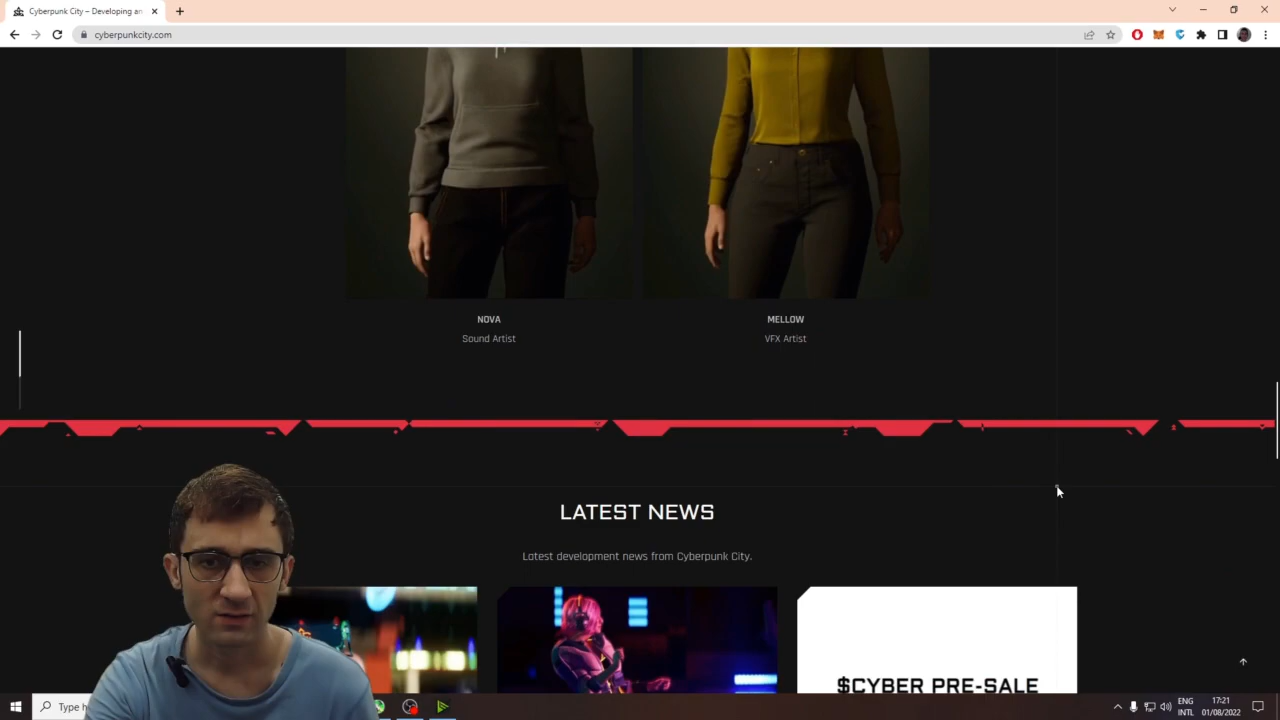 Cyberpunk City – Developing an
cyberpunkcity.com
NOVA
MELLOW
Sound Artist
VFX Artist
LATEST NEWS
Latest development news from Cyberpunk City.
$CYBER PRE-SALE
Type h
ENG
INTL
17:21
01/08/2022